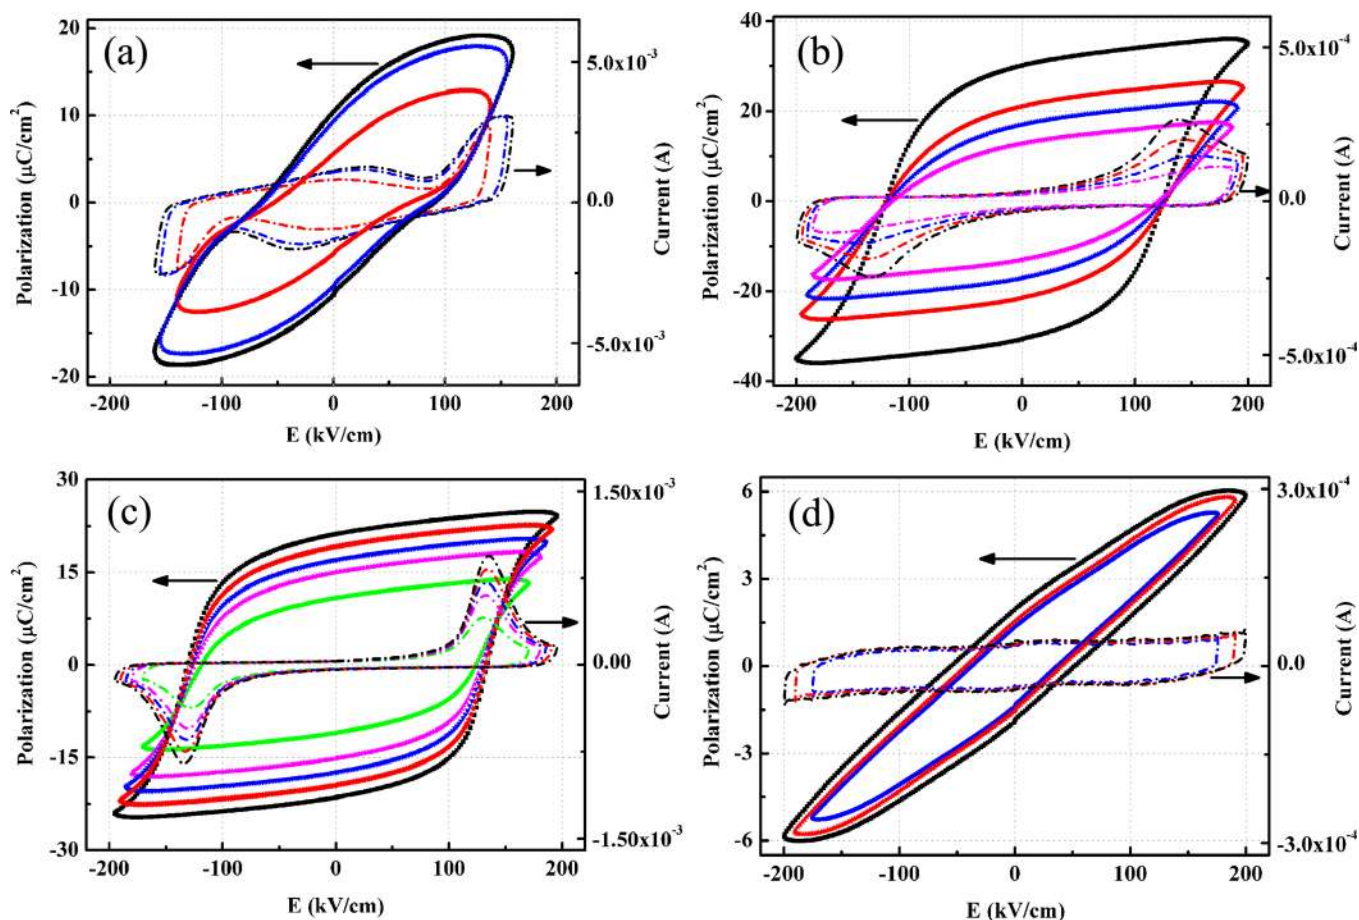 (a)
20
10
0
-10
-20
Polarization (μC/cm²)
5.0x10⁻³
0.0
-5.0x10⁻³
Current (A)
-200 -100 0 100 200
E (kV/cm)
(b)
40
20
0
-20
-40
Polarization (μC/cm²)
5.0x10⁻⁴
0.0
-5.0x10⁻⁴
Current (A)
-200 -100 0 100 200
E (kV/cm)
(c)
30
15
0
-15
-30
Polarization (μC/cm²)
1.50x10⁻³
0.00
-1.50x10⁻³
Current (A)
-200 -100 0 100 200
E (kV/cm)
(d)
6
3
0
-3
-6
Polarization (μC/cm²)
3.0x10⁻⁴
0.0
-3.0x10⁻⁴
Current (A)
-200 -100 0 100 200
E (kV/cm)